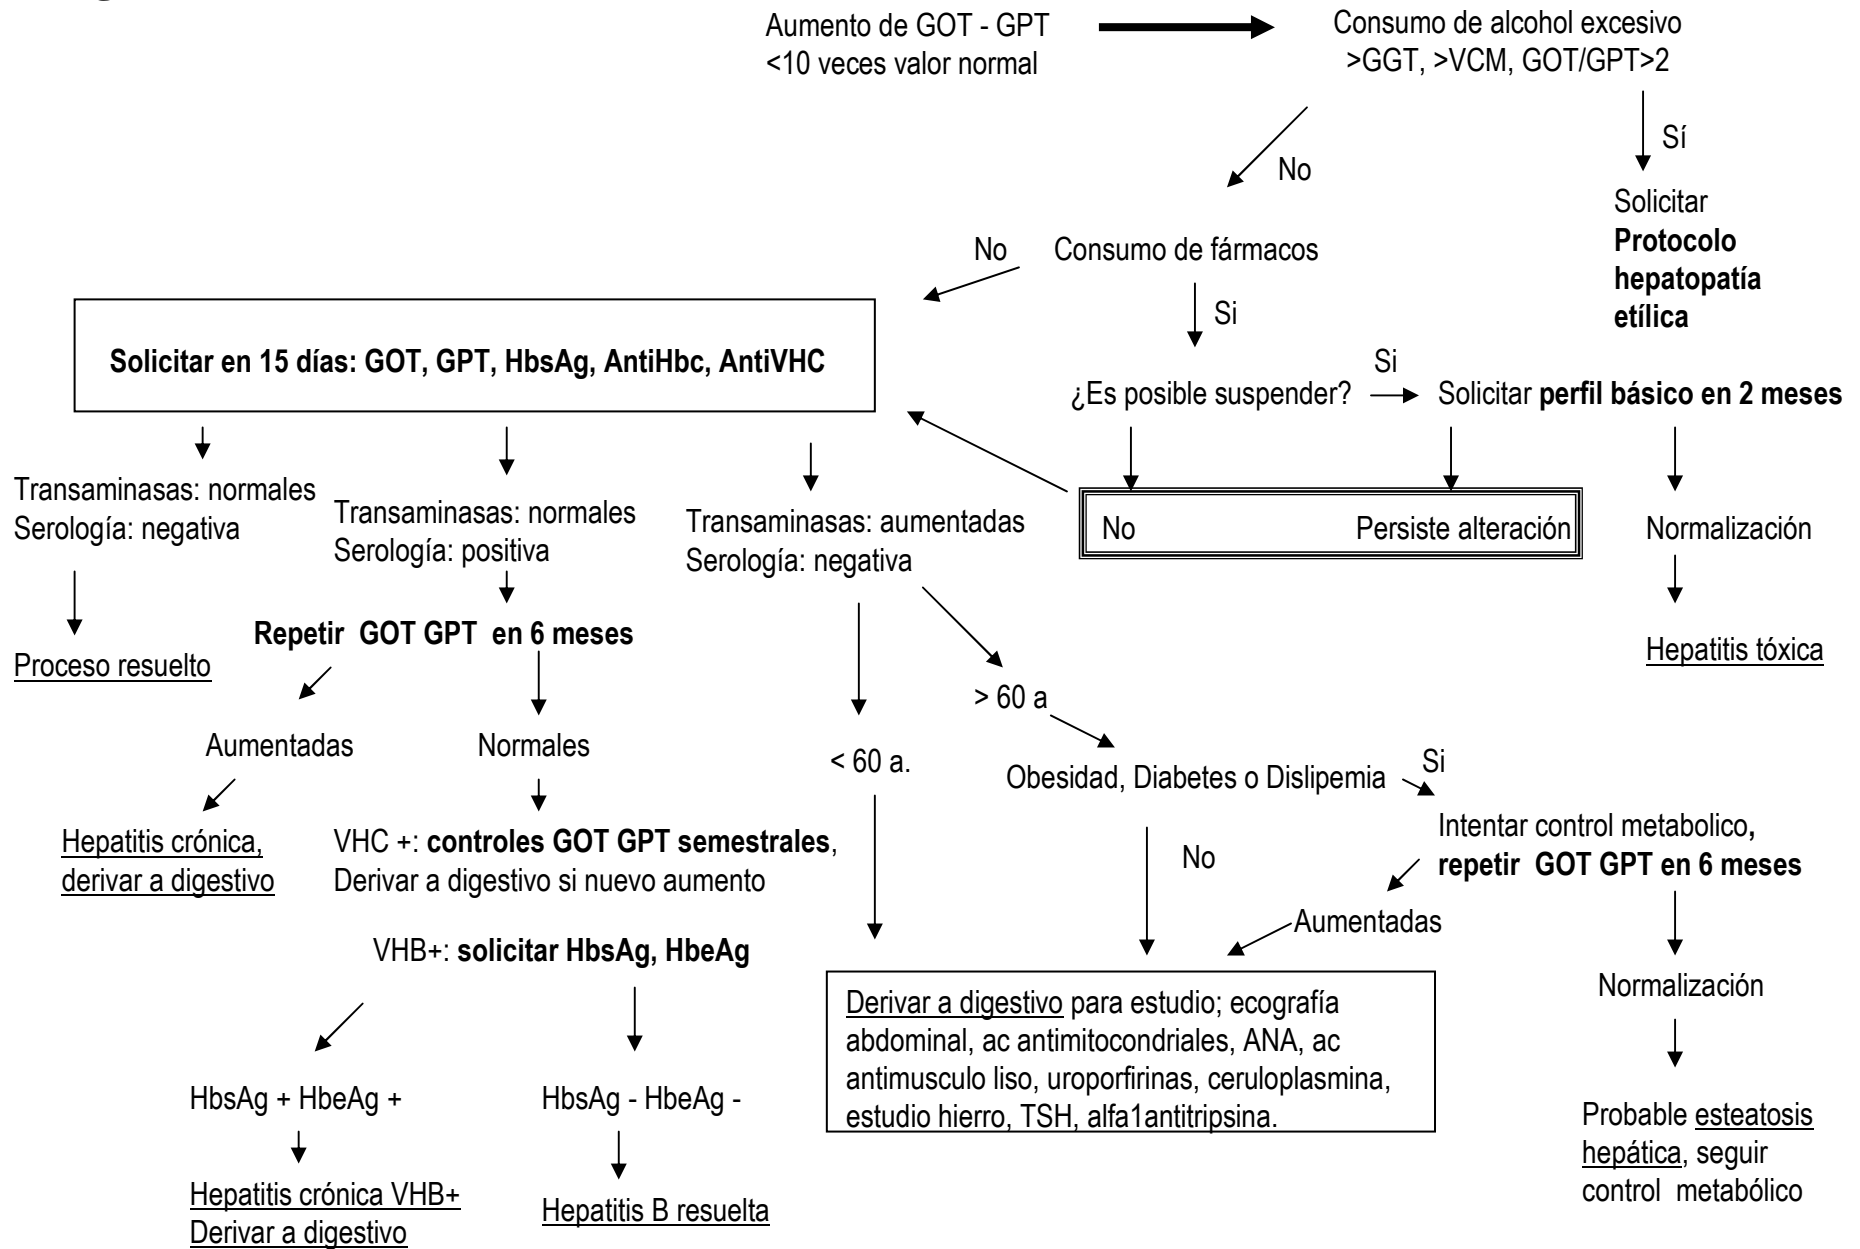 Aumento de GOT - GPT
<10 veces valor normal
Consumo de alcohol excesivo
>GGT, >VCM, GOT/GPT>2
Sí
No
Solicitar
Protocolo
hepatopatía
etílica
No
Consumo de fármacos
Si
Solicitar en 15 días: GOT, GPT, HbsAg, AntiHbc, AntiVHC
¿Es posible suspender?
Si
Solicitar perfil básico en 2 meses
Transaminasas: normales
Serología: negativa
Transaminasas: normales
Serología: positiva
Transaminasas: aumentadas
Serología: negativa
No
Persiste alteración
Normalización
Proceso resuelto
Repetir GOT GPT en 6 meses
Hepatitis tóxica
> 60 a
Aumentadas
Normales
< 60 a.
Obesidad, Diabetes o Dislipemia
Si
Hepatitis crónica,
derivar a digestivo
VHC +: controles GOT GPT semestrales,
Derivar a digestivo si nuevo aumento
No
Intentar control metabolico,
repetir GOT GPT en 6 meses
Aumentadas
VHB+: solicitar HbsAg, HbeAg
Derivar a digestivo para estudio; ecografía
abdominal, ac antimitocondriales, ANA, ac
antimusculo liso, uroporfirinas, ceruloplasmina,
estudio hierro, TSH, alfa1antitripsina.
Normalización
HbsAg + HbeAg +
HbsAg - HbeAg -
Probable esteatosis
hepática, seguir
control metabólico
Hepatitis crónica VHB+
Derivar a digestivo
Hepatitis B resuelta